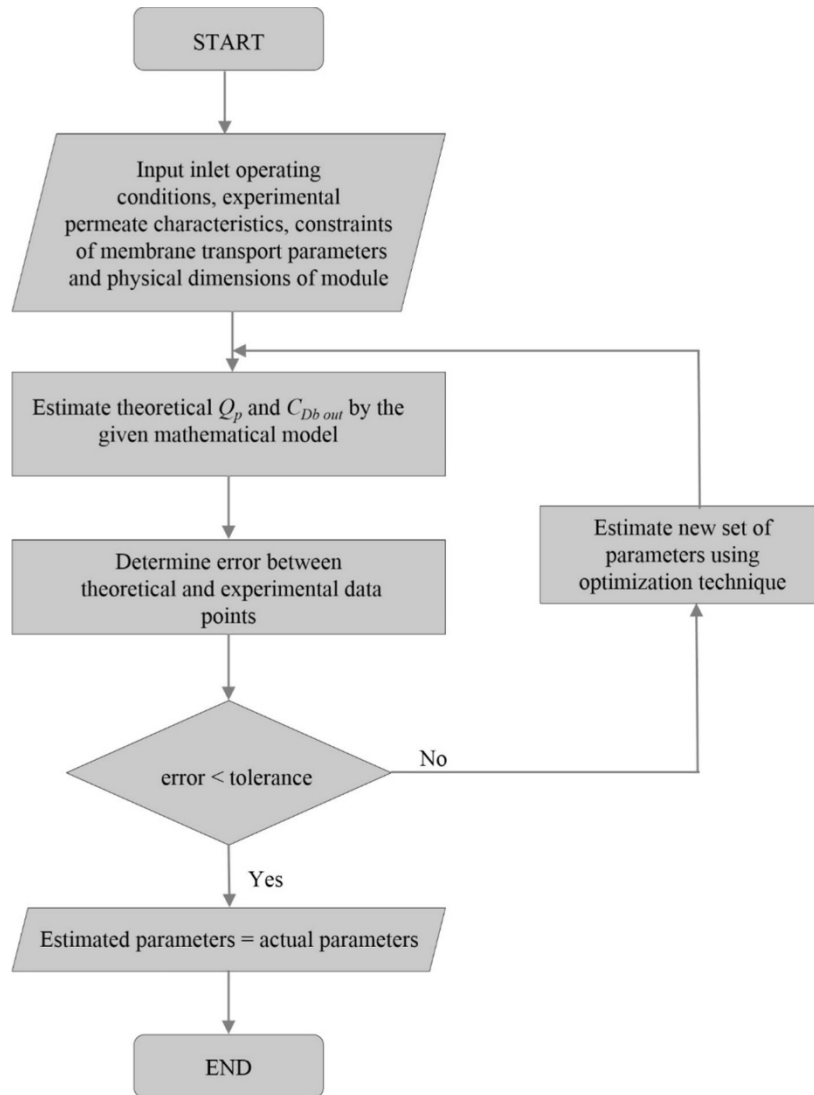 START
Input inlet operating
conditions, experimental
permeate characteristics, constraints
of membrane transport parameters
and physical dimensions of module
Estimate theoretical Qp and CDb out by the
given mathematical model
Determine error between
theoretical and experimental data
points
Estimate new set of
parameters using
optimization technique
error < tolerance
No
Yes
Estimated parameters = actual parameters
END